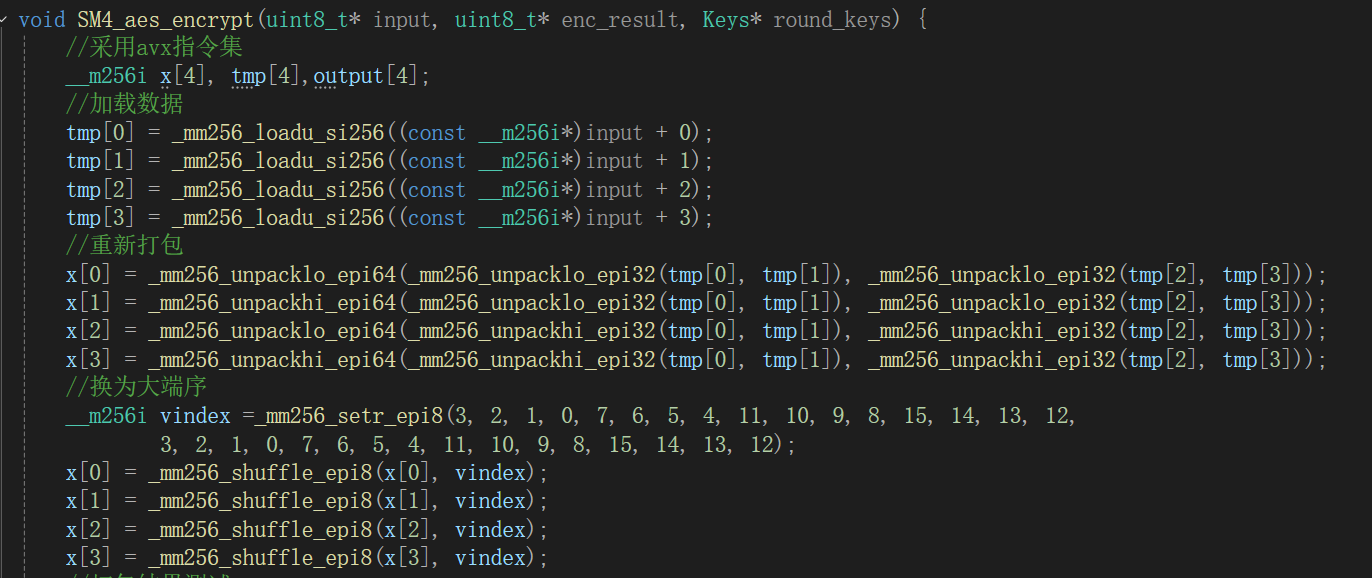 void SM4_aes_encrypt(uint8_t* input, uint8_t* enc_result, Keys* round_keys) {
//采用avx指令集
__m256i x[4], tmp[4],output[4];
//加载数据
tmp[0] = _mm256_loadu_si256((const __m256i*)input + 0);
tmp[1] = _mm256_loadu_si256((const __m256i*)input + 1);
tmp[2] = _mm256_loadu_si256((const __m256i*)input + 2);
tmp[3] = _mm256_loadu_si256((const __m256i*)input + 3);
//重新打包
x[0] = _mm256_unpacklo_epi64(_mm256_unpacklo_epi32(tmp[0], tmp[1]), _mm256_unpacklo_epi32(tmp[2], tmp[3]));
x[1] = _mm256_unpackhi_epi64(_mm256_unpacklo_epi32(tmp[0], tmp[1]), _mm256_unpacklo_epi32(tmp[2], tmp[3]));
x[2] = _mm256_unpacklo_epi64(_mm256_unpackhi_epi32(tmp[0], tmp[1]), _mm256_unpackhi_epi32(tmp[2], tmp[3]));
x[3] = _mm256_unpackhi_epi64(_mm256_unpackhi_epi32(tmp[0], tmp[1]), _mm256_unpackhi_epi32(tmp[2], tmp[3]));
//换为大端序
__m256i vindex =_mm256_setr_epi8(3, 2, 1, 0, 7, 6, 5, 4, 11, 10, 9, 8, 15, 14, 13, 12,
3, 2, 1, 0, 7, 6, 5, 4, 11, 10, 9, 8, 15, 14, 13, 12);
x[0] = _mm256_shuffle_epi8(x[0], vindex);
x[1] = _mm256_shuffle_epi8(x[1], vindex);
x[2] = _mm256_shuffle_epi8(x[2], vindex);
x[3] = _mm256_shuffle_epi8(x[3], vindex);